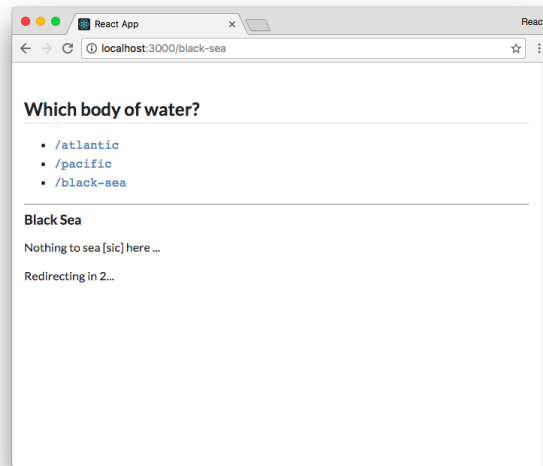 React App
Reac
localhost:3000/black-sea
Which body of water?
/atlantic
/pacific
/black-sea
Black Sea
Nothing to sea [sic] here ...
Redirecting in 2...